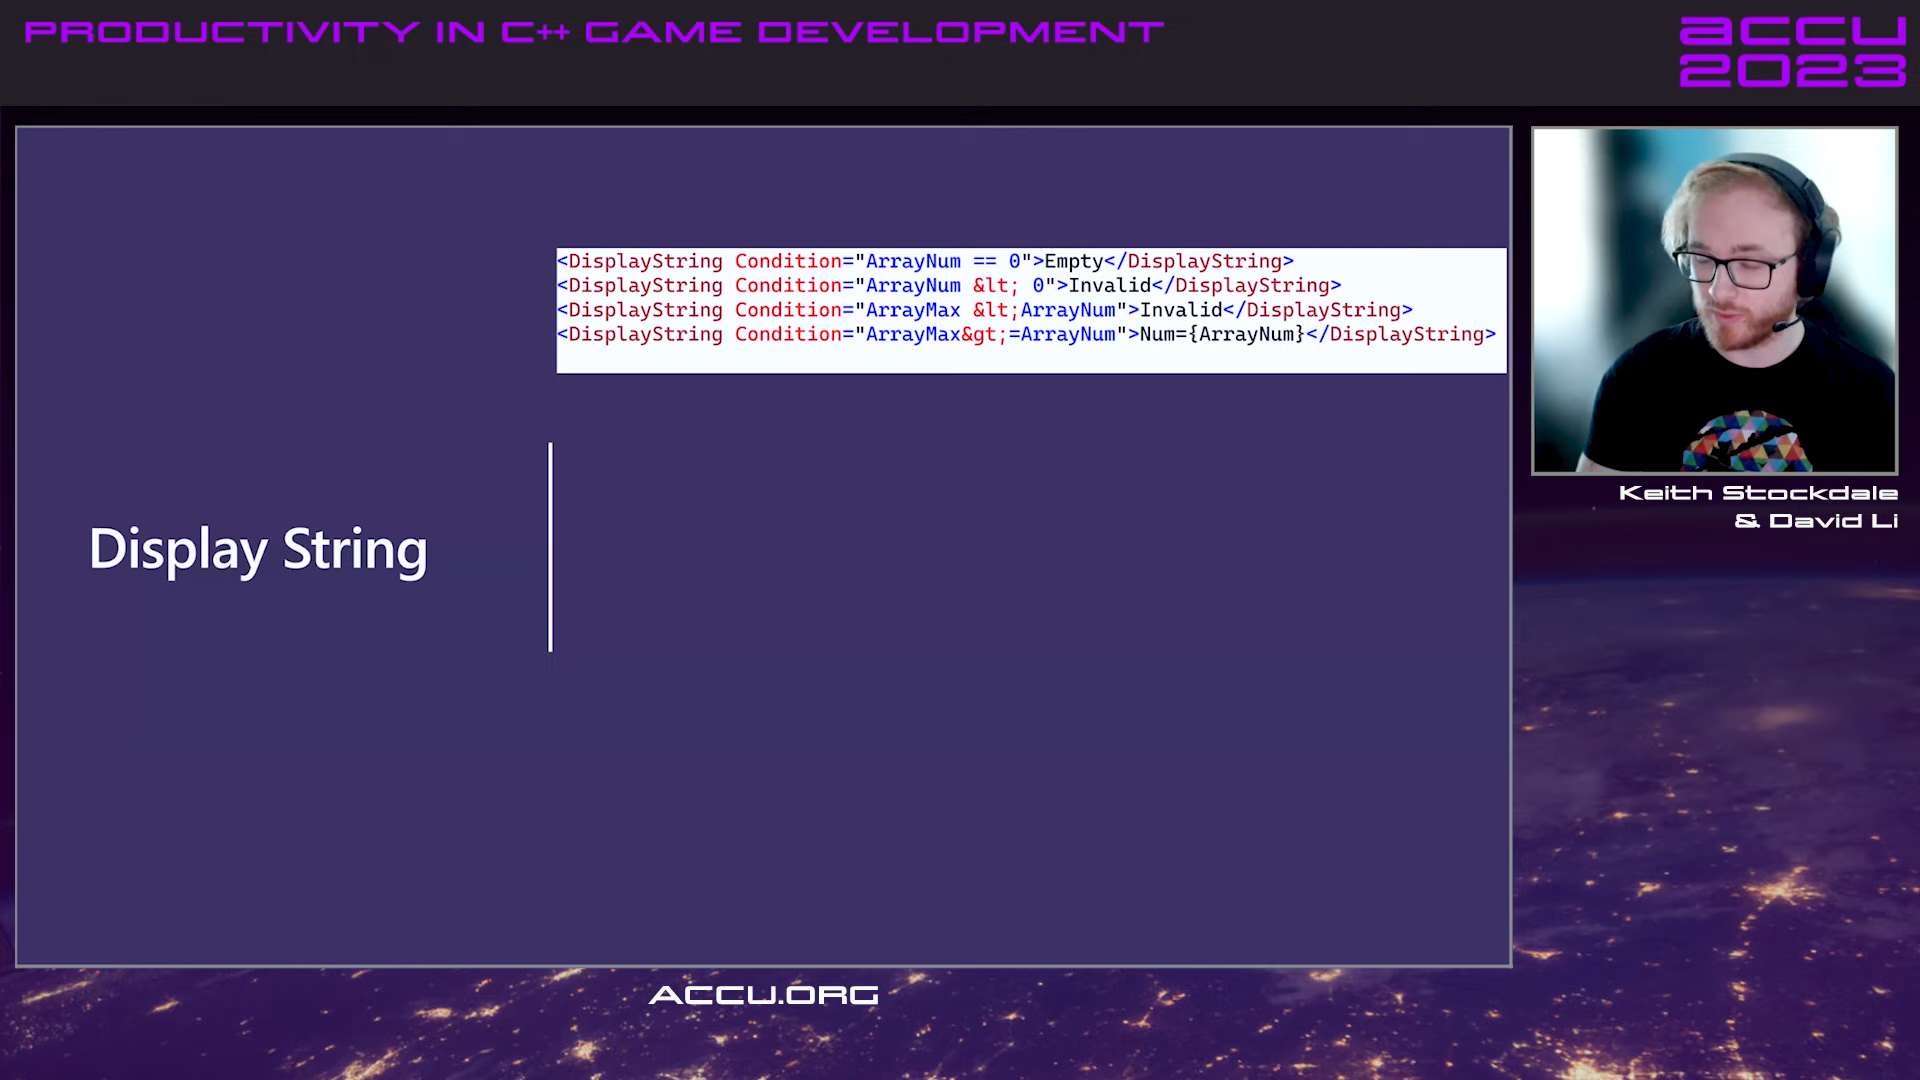 PRODUCTIVITY IN C++ GAME DEVELOPMENT
accu
2023
<DisplayString Condition="ArrayNum == 0">Empty</DisplayString>
<DisplayString Condition="ArrayNum &lt; 0">Invalid</DisplayString>
<DisplayString Condition="ArrayMax &lt;ArrayNum">Invalid</DisplayString>
<DisplayString Condition="ArrayMax&gt;=ArrayNum">Num={ArrayNum}</DisplayString>
Display String
Keith Stockdale
& David Li
ACCU.ORG